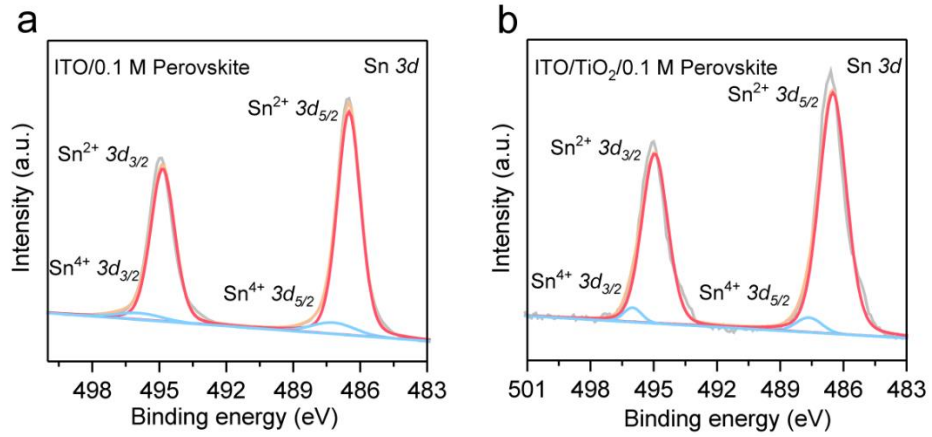 a
ITO/0.1 M Perovskite
Sn 3d
Sn²⁺ 3d₅/₂
Sn²⁺ 3d₃/₂
Sn⁴⁺ 3d₃/₂
Sn⁴⁺ 3d₅/₂
Intensity (a.u.)
498 495 492 489 486 483
Binding energy (eV)
b
ITO/TiO₂/0.1 M Perovskite
Sn 3d
Sn²⁺ 3d₅/₂
Sn²⁺ 3d₃/₂
Sn⁴⁺ 3d₃/₂
Sn⁴⁺ 3d₅/₂
Intensity (a.u.)
501 498 495 492 489 486 483
Binding energy (eV)